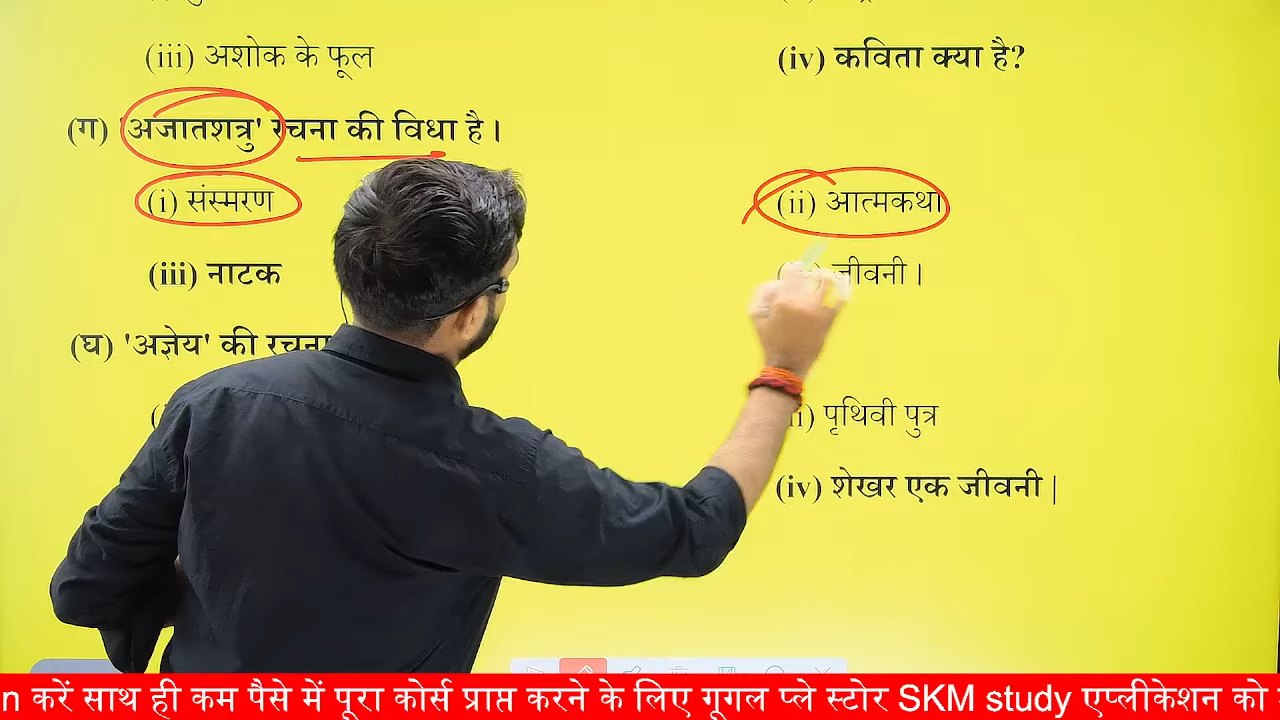 (iii) अशोक के फूल
(iv) कविता क्या है?
(ग) 'अजातशत्रु' रचना की विधा है।
(i) संस्मरण
(ii) आत्मकथा
(iii) नाटक
जीवनी।
(घ) 'अज्ञेय' की रचना
पृथिवी पुत्र
(iv) शेखर एक जीवनी|
करें साथ ही कम पैसे में पूरा कोर्स प्राप्त करने के लिए गूगल प्ले स्टोर SKM study एप्लीकेशन को